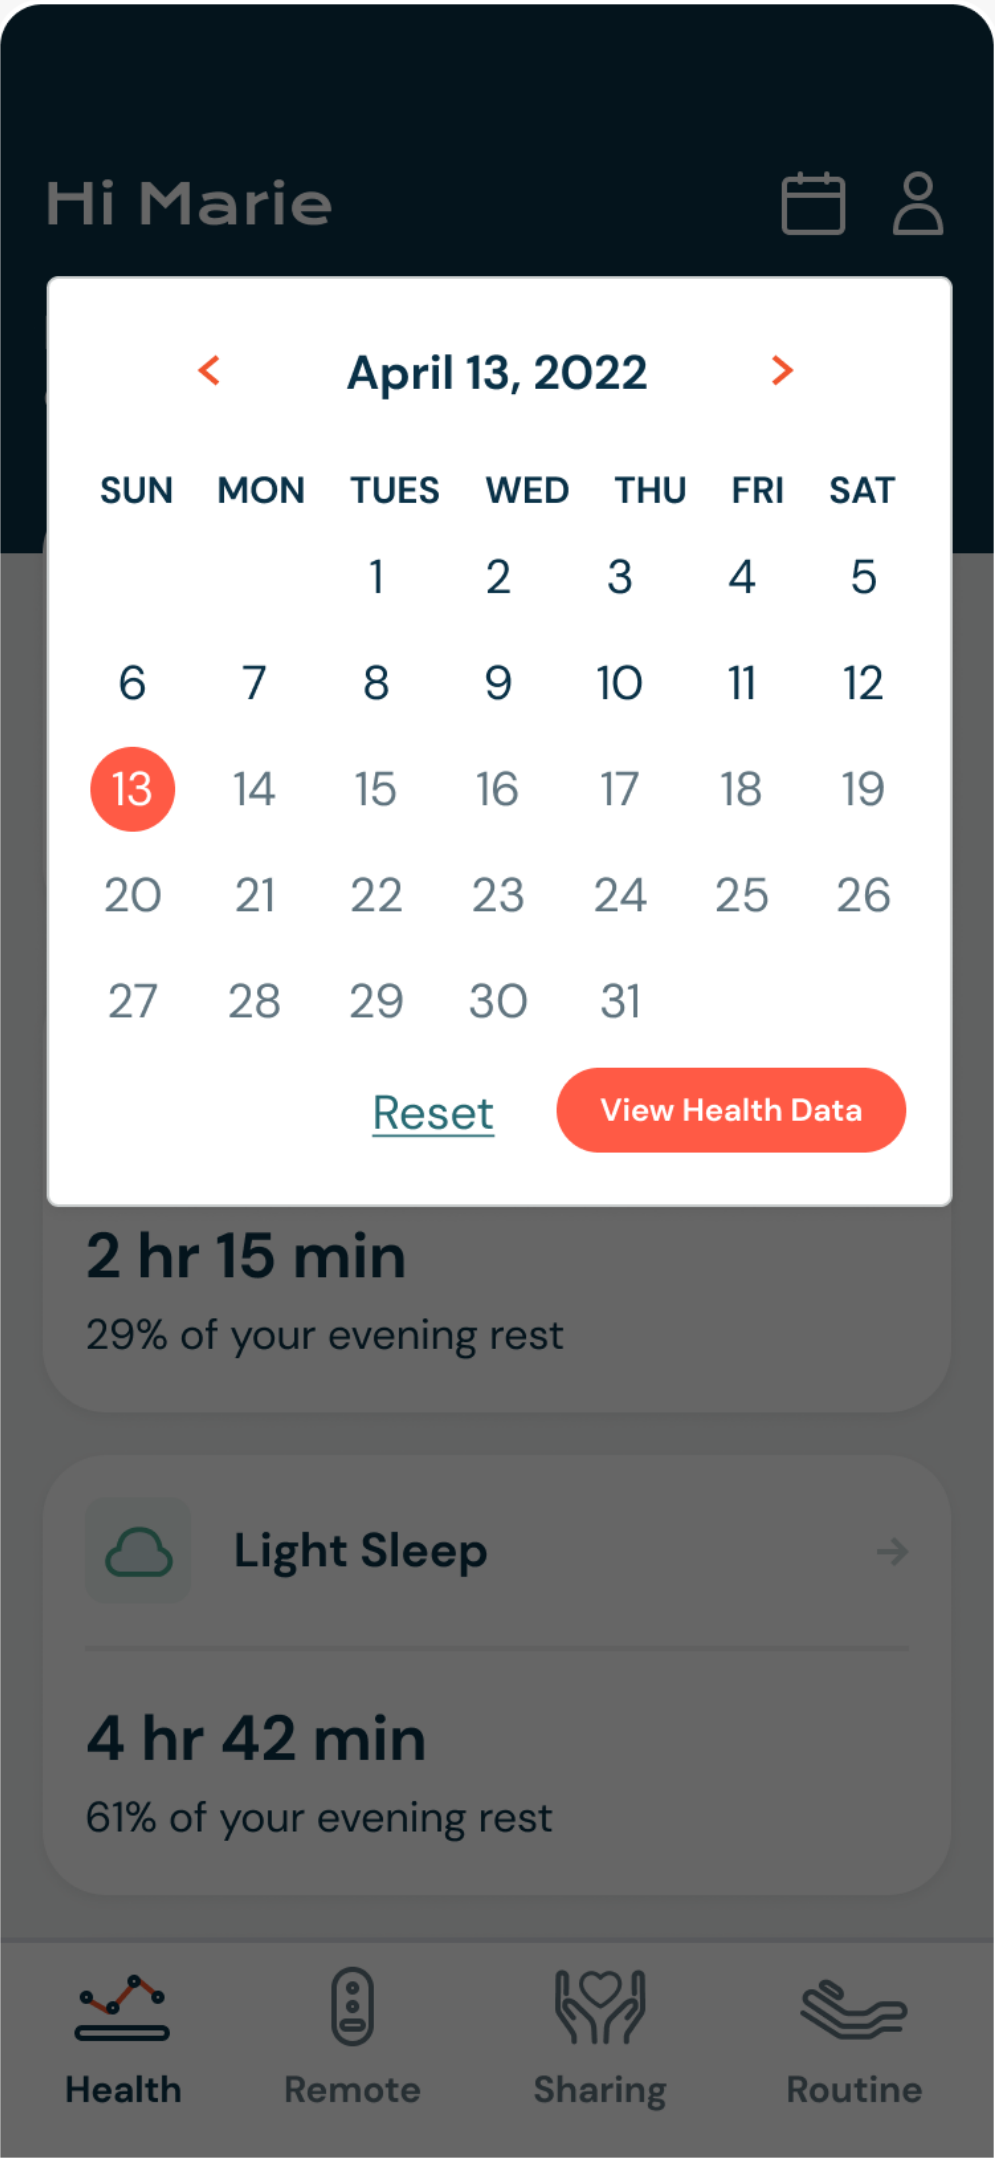 Hi Marie
< April 13, 2022 >
SUN MON TUES WED THU FRI SAT
1 2 3 4 5
6 7 8 9 10 11 12
13 14 15 16 17 18 19
20 21 22 23 24 25 26
27 28 29 30 31
Reset View Health Data
2 hr 15 min
29% of your evening rest
Light Sleep
4 hr 42 min
61% of your evening rest
Health Remote Sharing Routine